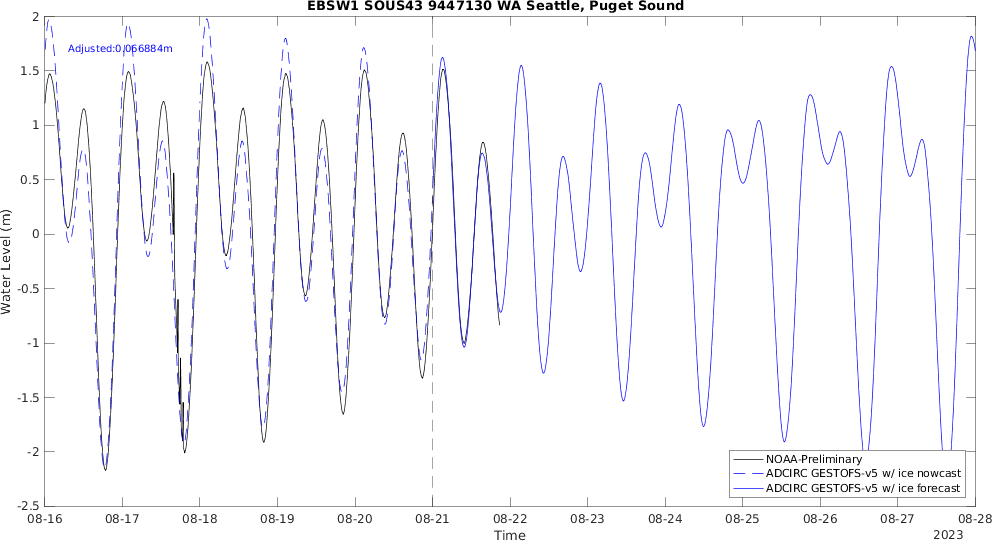 EBSW1 SOUS43 9447130 WA Seattle, Puget Sound
Adjusted:0.066884m
2
1.5
1
0.5
0
-0.5
-1
-1.5
-2
-2.5
Water Level (m)
NOAA-Preliminary
ADCIRC GESTOFS-v5 w/ ice nowcast
ADCIRC GESTOFS-v5 w/ ice forecast
08-16 08-17 08-18 08-19 08-20 08-21 08-22 08-23 08-24 08-25 08-26 08-27 08-28
Time
2023